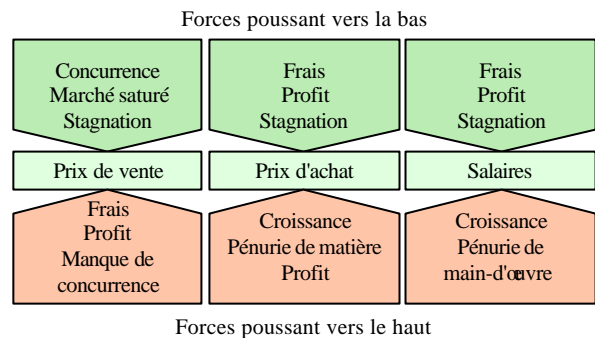 Forces poussant vers la bas
Concurrence
Marché saturé
Stagnation
Frais
Profit
Stagnation
Frais
Profit
Stagnation
Prix de vente
Prix d'achat
Salaires
Frais
Profit
Manque de
concurrence
Croissance
Pénurie de matière
Profit
Croissance
Pénurie de
main-d'œuvre
Forces poussant vers le haut